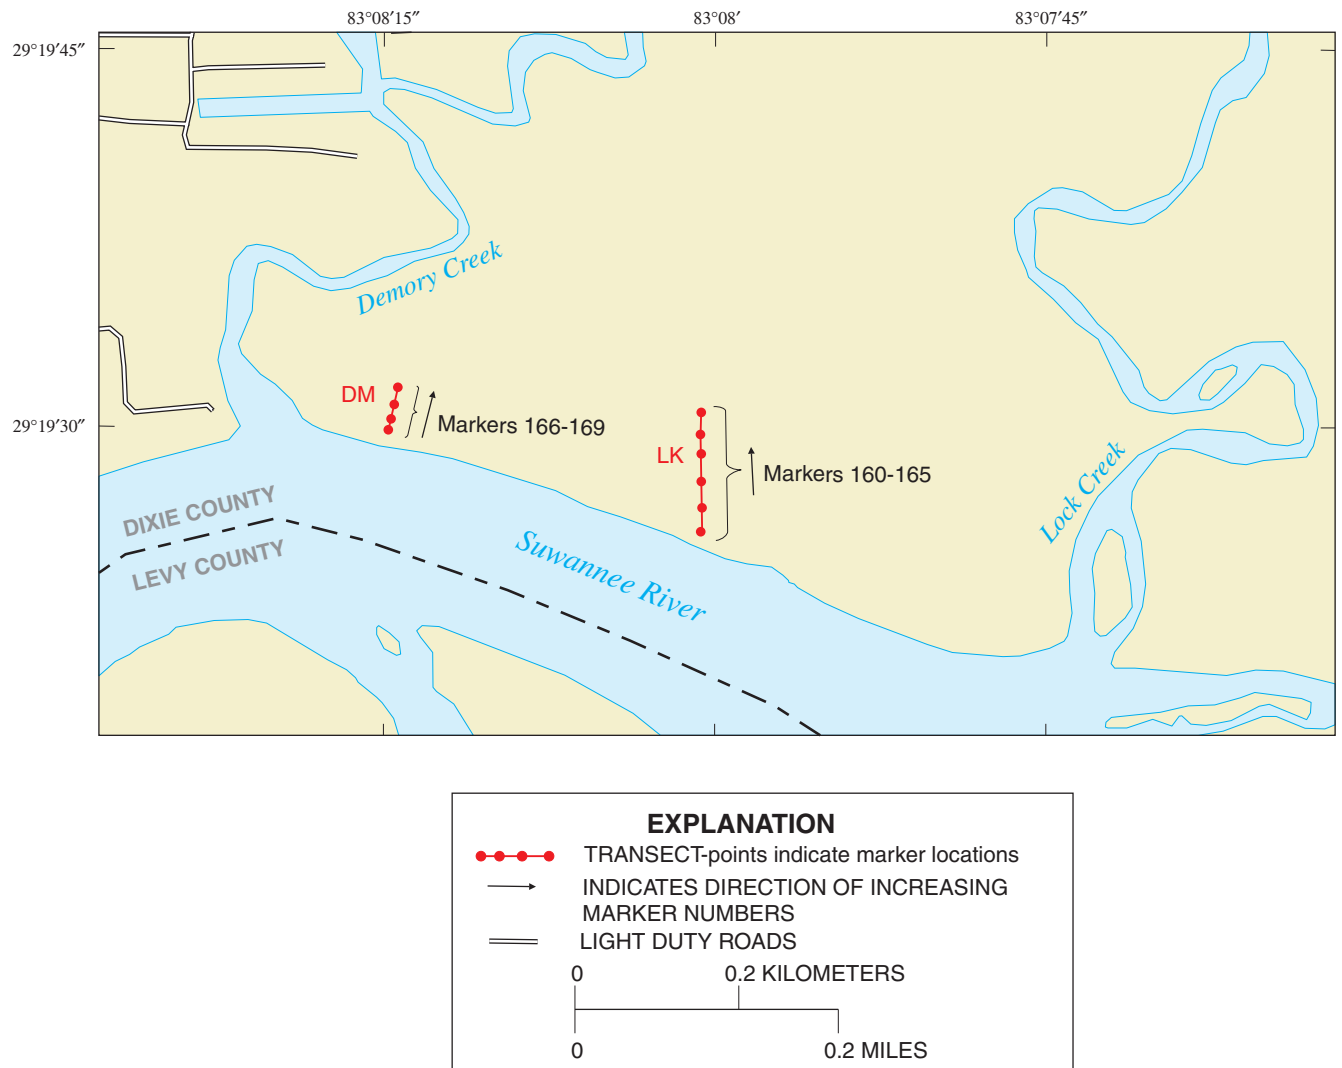 83°08′15″ 83°08′ 83°07′45″
29°19′45″
Demory Creek
DM
Markers 166-169
29°19′30″
LK
Markers 160-165
Lock Creek
DIXIE COUNTY
LEVY COUNTY
Suwannee River
EXPLANATION
TRANSECT-points indicate marker locations
INDICATES DIRECTION OF INCREASING
MARKER NUMBERS
LIGHT DUTY ROADS
0 0.2 KILOMETERS
0 0.2 MILES